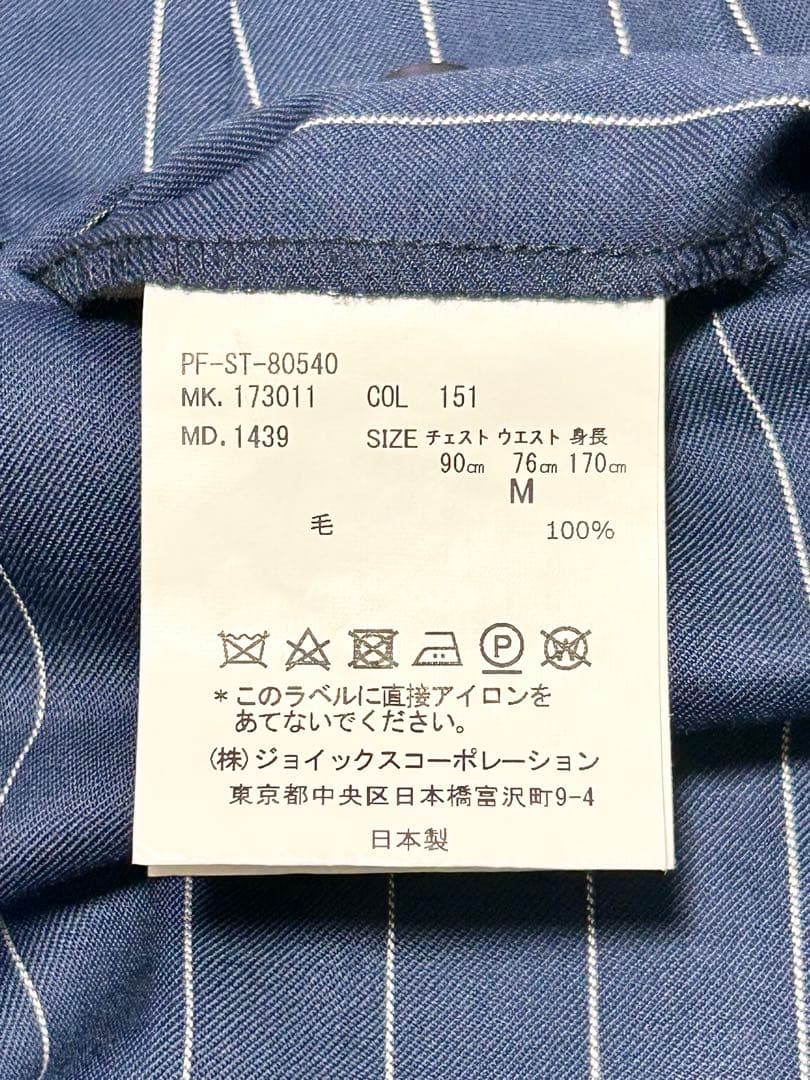 PF-ST-80540
MK. 173011 COL 151
MD. 1439 SIZE チェスト ウエスト 身長
90㎝ 76㎝ 170㎝
M
毛 100%
P W
*このラベルに直接アイロンを
あてないでください。
(株)ジョイックスコーポレーション
東京都中央区日本橋富沢町9-4
日本製